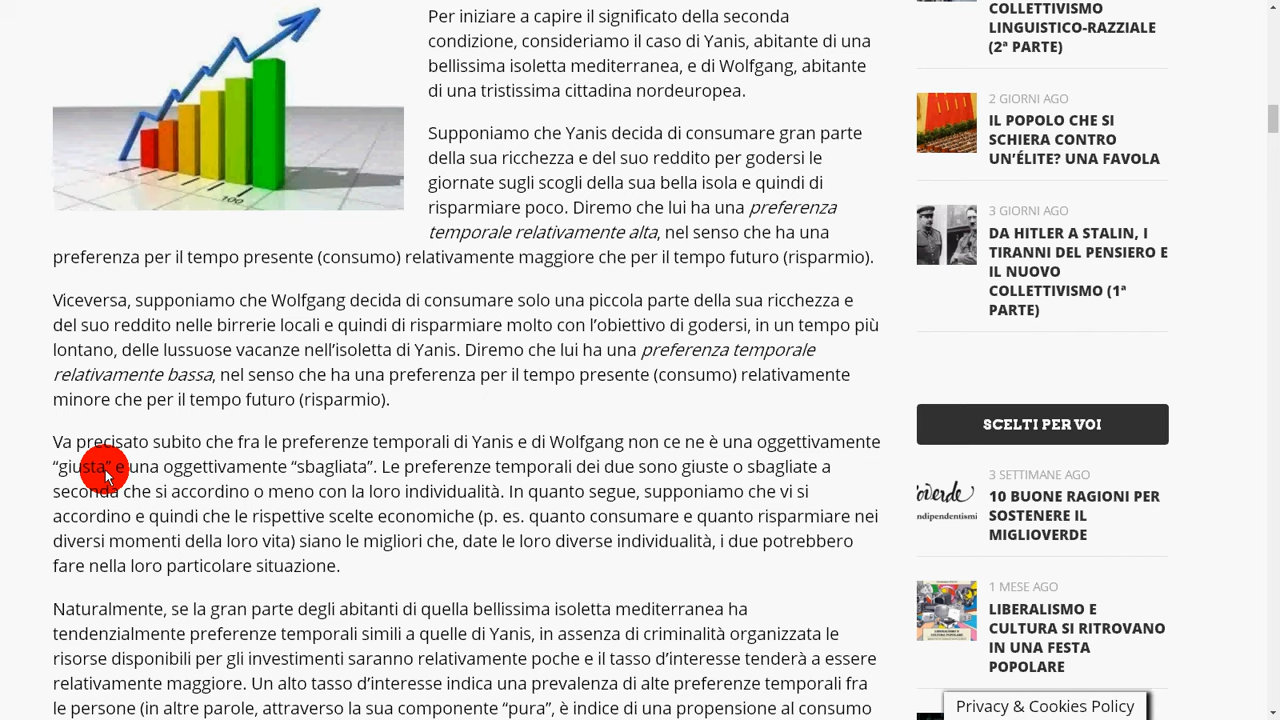 Per iniziare a capire il significato della seconda
condizione, consideriamo il caso di Yanis, abitante di una
bellissima isoletta mediterranea, e di Wolfgang, abitante
di una tristissima cittadina nordeuropea.
Supponiamo che Yanis decida di consumare gran parte
della sua ricchezza e del suo reddito per godersi le
giornate sugli scogli della sua bella isola e quindi di
risparmiare poco. Diremo che lui ha una preferenza
temporale relativamente alta, nel senso che ha una
preferenza per il tempo presente (consumo) relativamente maggiore che per il tempo futuro (risparmio).
Viceversa, supponiamo che Wolfgang decida di consumare solo una piccola parte della sua ricchezza e
del suo reddito nelle birrerie locali e quindi di risparmiare molto con l’obiettivo di godersi, in un tempo più
lontano, delle lussuose vacanze nell’isoletta di Yanis. Diremo che lui ha una preferenza temporale
relativamente bassa, nel senso che ha una preferenza per il tempo presente (consumo) relativamente
minore che per il tempo futuro (risparmio).
Va precisato subito che fra le preferenze temporali di Yanis e di Wolfgang non ce ne è una oggettivamente
“giusta” e una oggettivamente “sbagliata”. Le preferenze temporali dei due sono giuste o sbagliate a
seconda che si accordino o meno con la loro individualità. In quanto segue, supponiamo che vi si
accordino e quindi che le rispettive scelte economiche (p. es. quanto consumare e quanto risparmiare nei
diversi momenti della loro vita) siano le migliori che, date le loro diverse individualità, i due potrebbero
fare nella loro particolare situazione.
Naturalmente, se la gran parte degli abitanti di quella bellissima isoletta mediterranea ha
tendenzialmente preferenze temporali simili a quelle di Yanis, in assenza di criminalità organizzata le
risorse disponibili per gli investimenti saranno relativamente poche e il tasso d’interesse tenderà a essere
relativamente maggiore. Un alto tasso d’interesse indica una prevalenza di alte preferenze temporali fra
le persone (in altre parole, attraverso la sua componente “pura”, è indice di una propensione al consumo
100
COLLETTIVISMO
LINGUISTICO-RAZZIALE
(2ª PARTE)
2 GIORNI AGO
IL POPOLO CHE SI
SCHIERA CONTRO
UN’ÉLITE? UNA FAVOLA
3 GIORNI AGO
DA HITLER A STALIN, I
TIRANNI DEL PENSIERO E
IL NUOVO
COLLETTIVISMO (1ª
PARTE)
SCELTI PER VOI
3 SETTIMANE AGO
10 BUONE RAGIONI PER
SOSTENERE IL
MIGLIOVERDE
1 MESE AGO
LIBERALISMO E
CULTURA SI RITROVANO
IN UNA FESTA
POPOLARE
Privacy & Cookies Policy